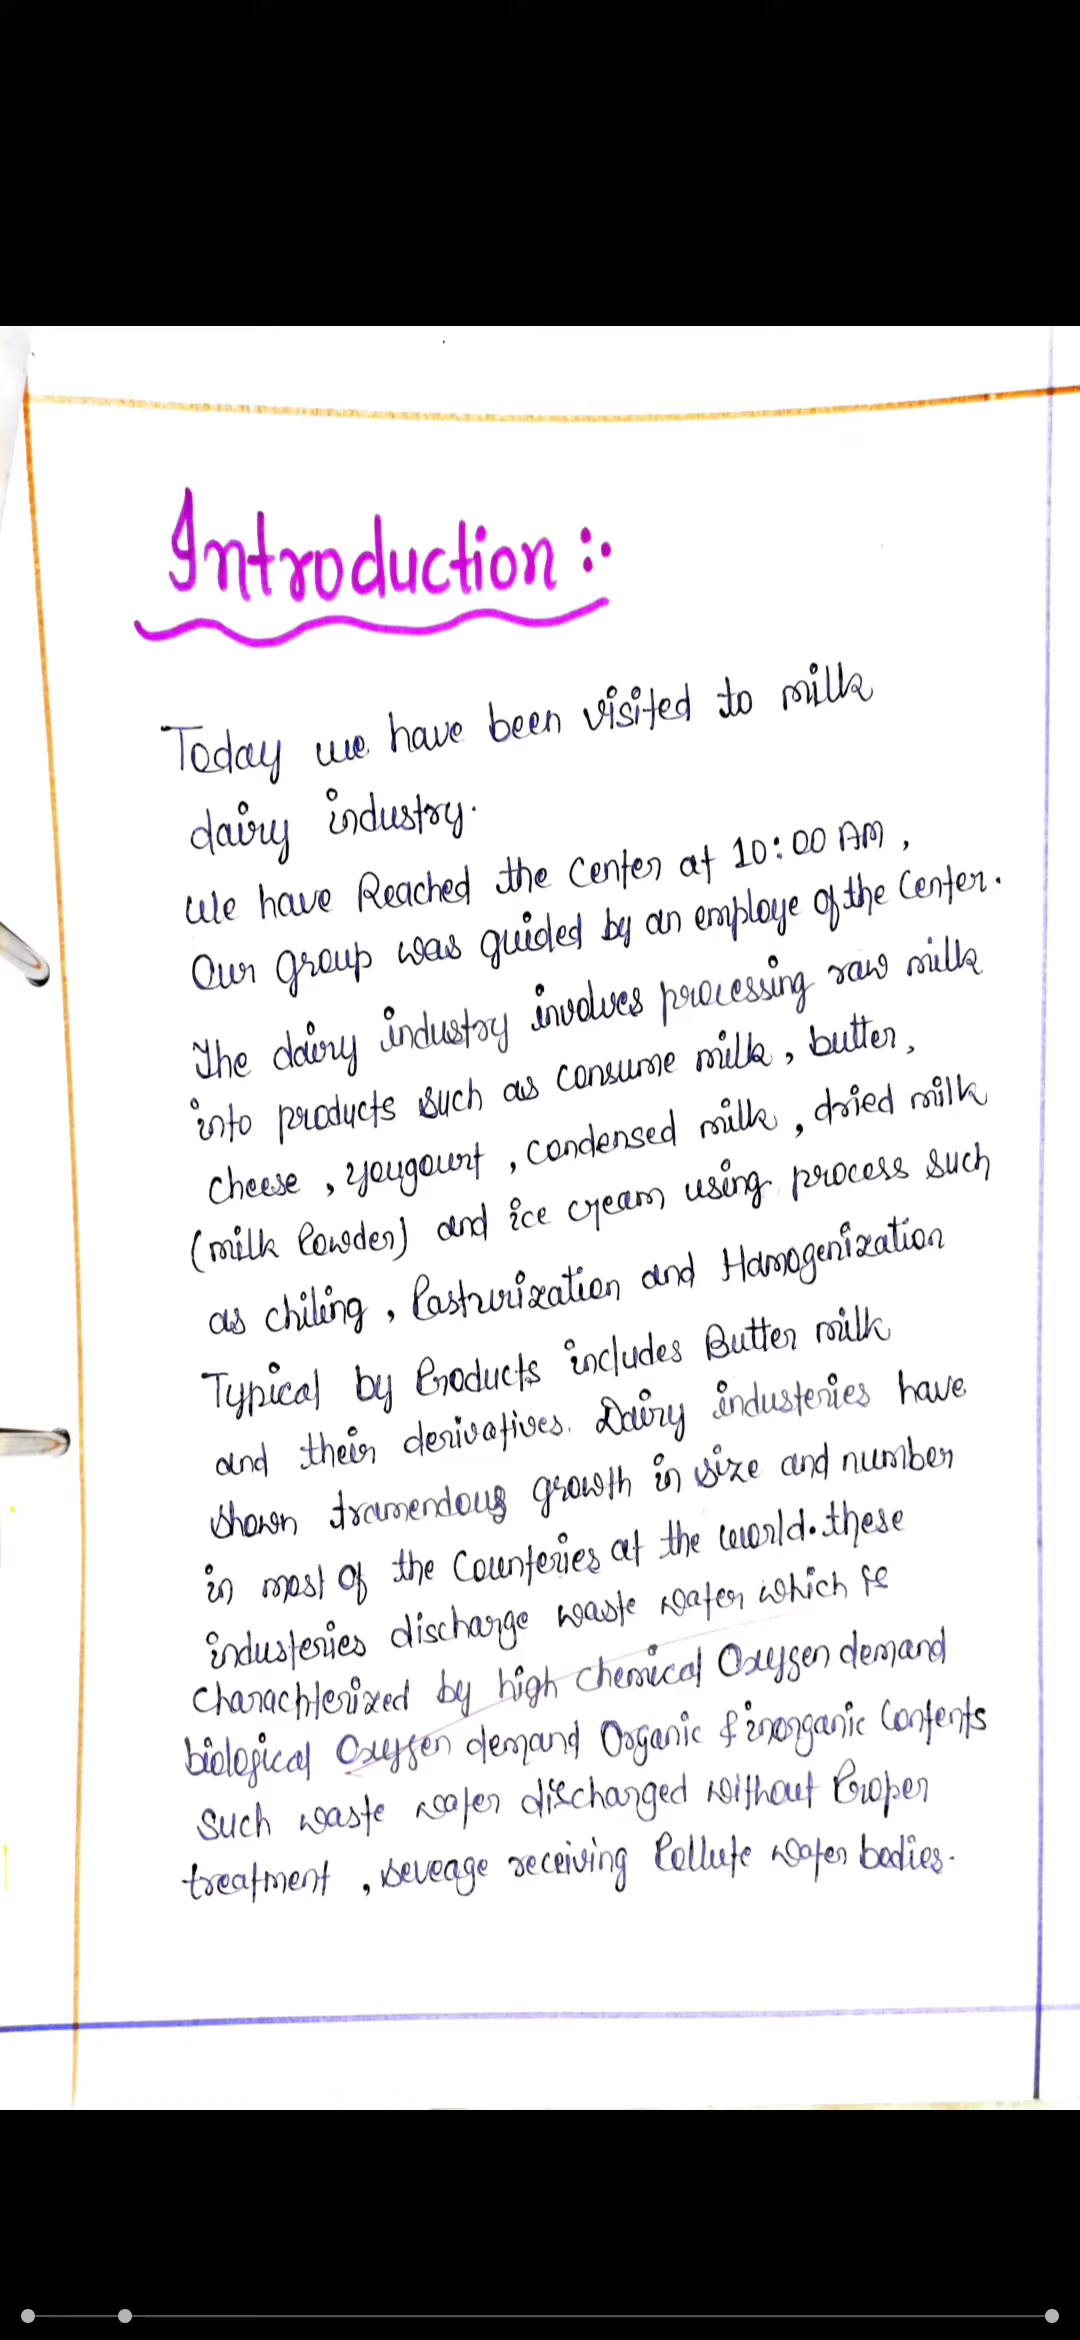 Introduction :-
Today we have been visited to milk
dairy industry.
We have Reached the Center at 10:00 AM,
Our group was guided by an employe of the Center.
The dairy industry involves processing raw milk
into products such as consume milk, butter,
cheese, yougourt, condensed milk, dried milk
(milk Powder) and ice cream using process such
as chiling, Pasturization and Hamogenization
Typical by Products includes Butter milk
and their derivatives. Dairy industeries have
shown tramendous growth in size and number
in most of the Counteries at the world. these
industeries discharge waste water which
Charachterized by high chemical Oxygen demand
biological Oxygen demand Organic & inorganic Contents
Such waste water discharged without Proper
treatment, seveage receiving Pollute water bodies.